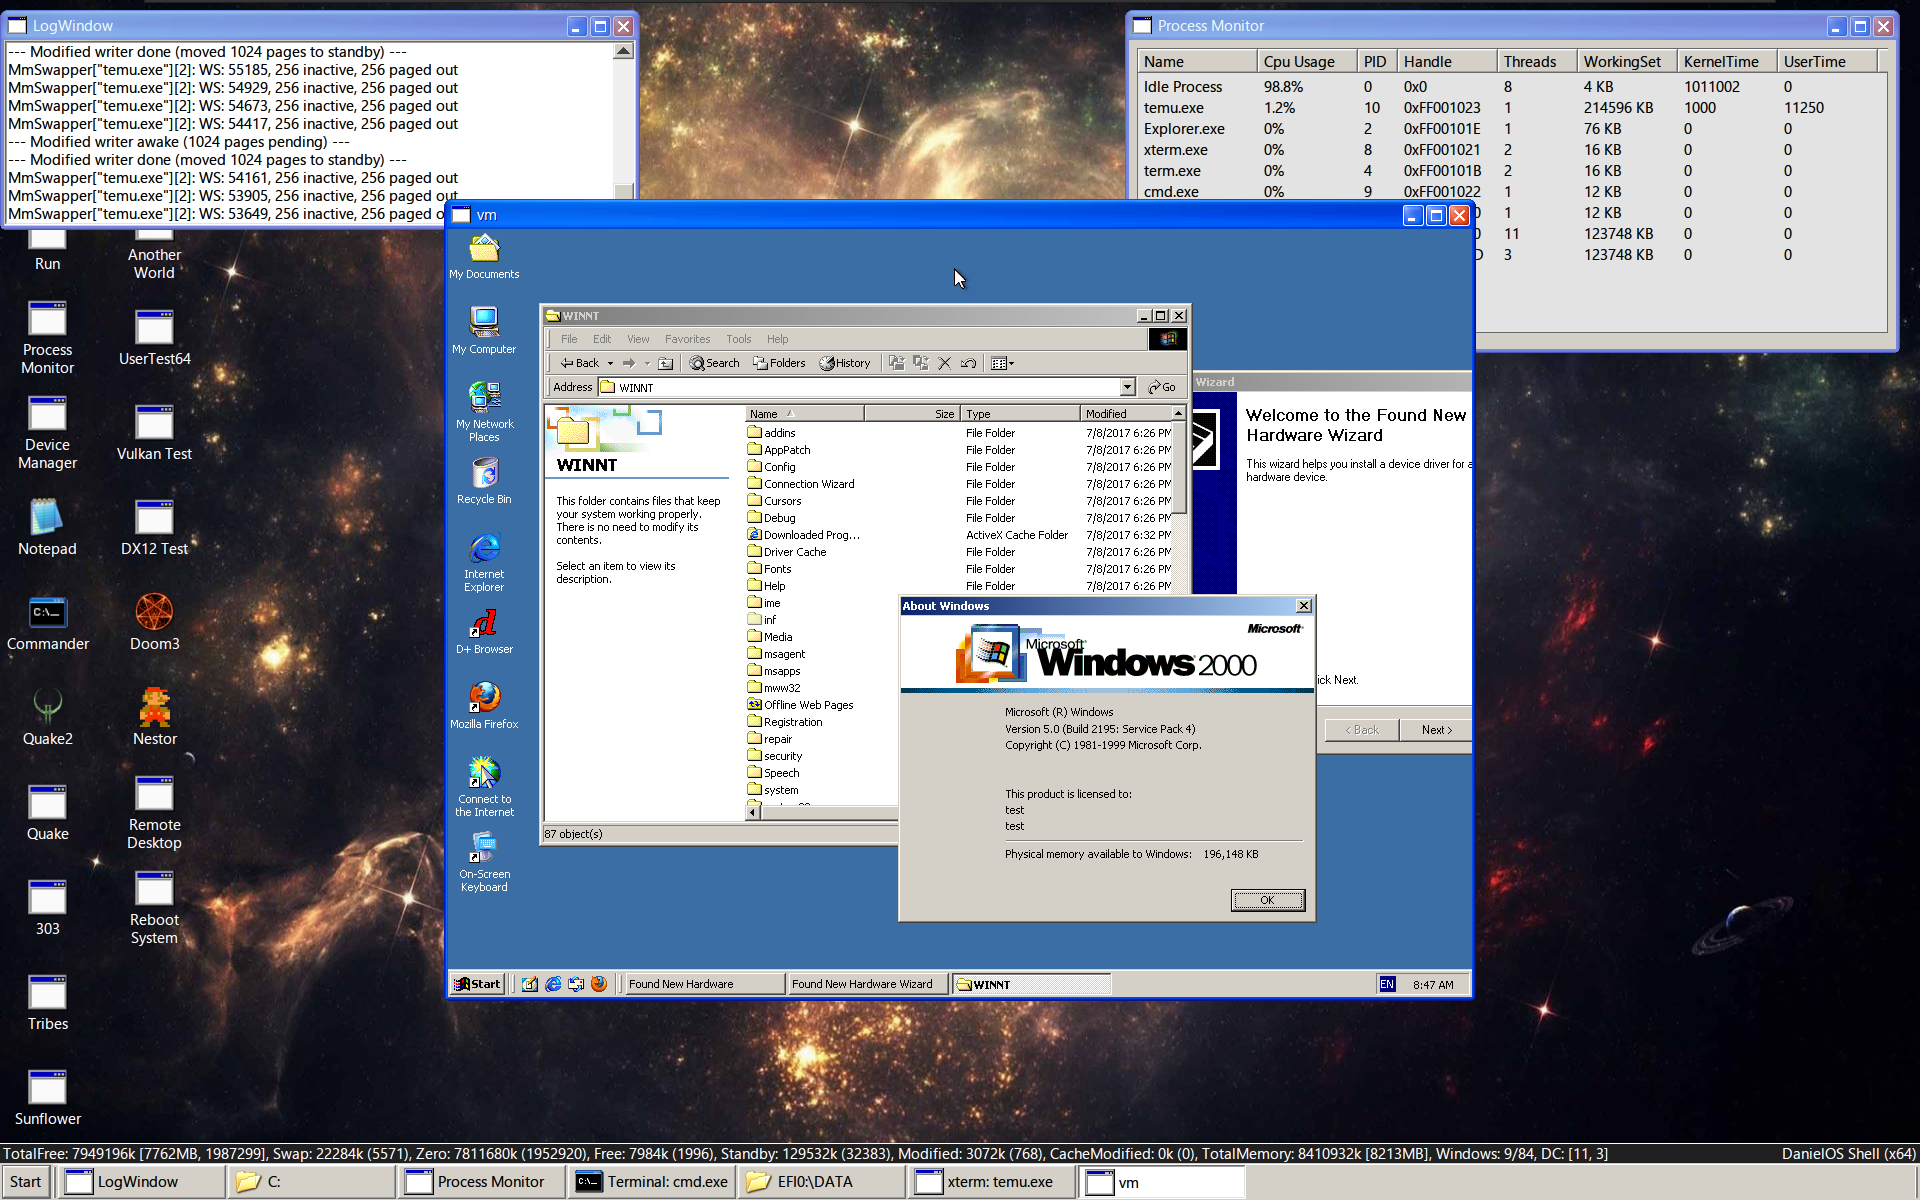 LogWindow
--- Modified writer done (moved 1024 pages to standby) ---
MmSwapper["temu.exe"][2]: WS: 55185, 256 inactive, 256 paged out
MmSwapper["temu.exe"][2]: WS: 54929, 256 inactive, 256 paged out
MmSwapper["temu.exe"][2]: WS: 54673, 256 inactive, 256 paged out
MmSwapper["temu.exe"][2]: WS: 54417, 256 inactive, 256 paged out
--- Modified writer awake (1024 pages pending) ---
--- Modified writer done (moved 1024 pages to standby) ---
MmSwapper["temu.exe"][2]: WS: 54161, 256 inactive, 256 paged out
MmSwapper["temu.exe"][2]: WS: 53905, 256 inactive, 256 paged out
MmSwapper["temu.exe"][2]: WS: 53649, 256 inactive, 256 paged
Process Monitor
Name Cpu Usage PID Handle Threads WorkingSet KernelTime UserTime
Idle Process 98.8% 0 0x0 8 4 KB 1011002 0
temu.exe 1.2% 10 0xFF001023 1 214596 KB 1000 11250
Explorer.exe 0% 2 0xFF00101E 1 76 KB 0 0
xterm.exe 0% 8 0xFF001021 2 16 KB 0 0
term.exe 0% 4 0xFF00101B 2 16 KB 0 0
cmd.exe 0% 9 0xFF001022 1 12 KB 0 0
1 12 KB 0 0
11 123748 KB 0 0
3 123748 KB 0 0
Run
Another World
Process Monitor
UserTest64
Device Manager
Vulkan Test
Notepad
DX12 Test
C:\_
Commander
Doom3
Quake2
Nestor
Quake
Remote Desktop
303
Reboot System
Tribes
Sunflower
vm
My Documents
My Computer
My Network Places
Recycle Bin
Internet Explorer
D+ Browser
Mozilla Firefox
Connect to the Internet
On-Screen Keyboard
WINNT
File Edit View Favorites Tools Help
Back Search Folders History
Address WINNT Go
WINNT
This folder contains files that keep
your system working properly.
There is no need to modify its
contents.
Select an item to view its
description.
Name Size Type Modified
addins File Folder 7/8/2017 6:26 PM
AppPatch File Folder 7/8/2017 6:26 PM
Config File Folder 7/8/2017 6:26 PM
Connection Wizard File Folder 7/8/2017 6:26 PM
Cursors File Folder 7/8/2017 6:26 PM
Debug File Folder 7/8/2017 6:26 PM
Downloaded Prog... ActiveX Cache Folder 7/8/2017 6:32 PM
Driver Cache File Folder 7/8/2017 6:26 PM
Fonts File Folder 7/8/2017 6:26 PM
Help File Folder 7/8/2017 6:26 PM
ime
inf
Media
msagent
msapps
mww32
Offline Web Pages
Registration
repair
security
Speech
system
87 object(s)
Wizard
Welcome to the Found New
Hardware Wizard
This wizard helps you install a device driver for a
hardware device.
Next.
< Back Next >
About Windows
Microsoft
Microsoft
Windows 2000
Microsoft (R) Windows
Version 5.0 (Build 2195: Service Pack 4)
Copyright (C) 1981-1999 Microsoft Corp.
This product is licensed to:
test
test
Physical memory available to Windows: 196,148 KB
OK
Start Found New Hardware Found New Hardware Wizard WINNT EN 8:47 AM
TotalFree: 7949196k [7762MB, 1987299], Swap: 22284k (5571), Zero: 7811680k (1952920), Free: 7984k (1996), Standby: 129532k (32383), Modified: 3072k (768), CacheModified: 0k (0), TotalMemory: 8410932k [8213MB], Windows: 9/84, DC: [11, 3] DanielOS Shell (x64)
Start LogWindow C: Process Monitor Terminal: cmd.exe EFI0:\DATA xterm: temu.exe vm